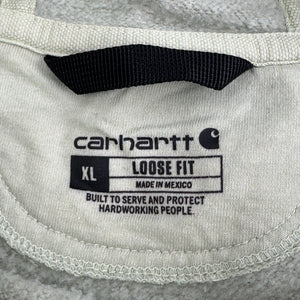 carhartt
XL LOOSE FIT
MADE IN MEXICO
BUILT TO SERVE AND PROTECT
HARDWORKING PEOPLE.